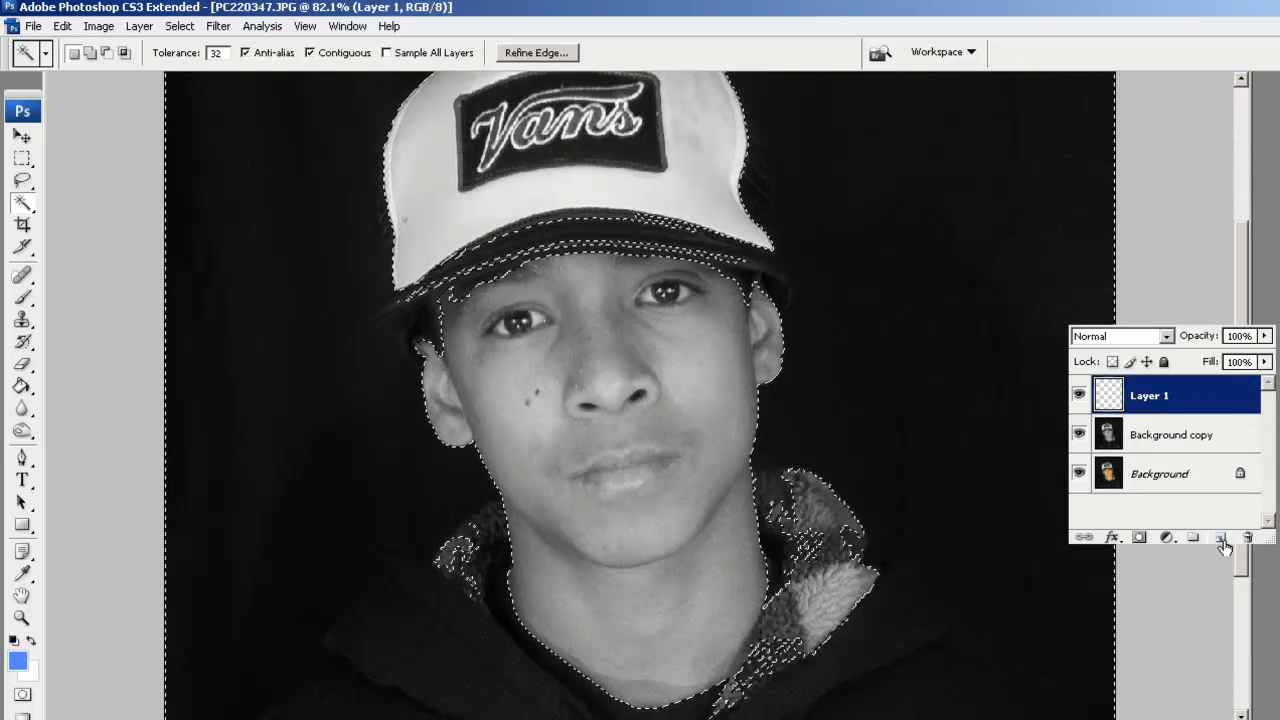 Adobe Photoshop CS3 Extended - [PC220347.JPG @ 82.1% (Layer 1, RGB/8)]
Ps File Edit Image Layer Select Filter Analysis View Window Help
Tolerance: 32 Anti-alias Contiguous Sample All Layers Refine Edge... Workspace
Ps
Vans
T
Normal Opacity: 100%
Lock: Fill: 100%
Layer 1
Background copy
Background
fx